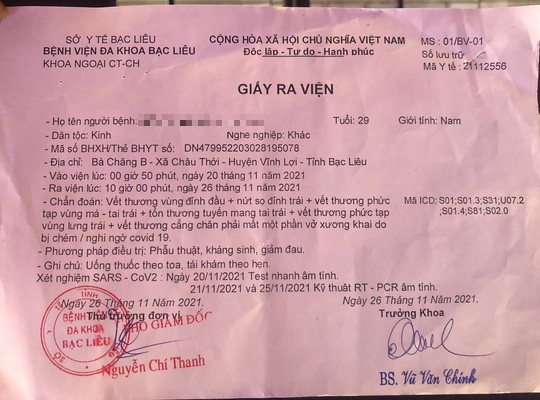 SỞ Y TẾ BẠC LIÊU
BỆNH VIỆN ĐA KHOA BẠC LIÊU
KHOA NGOẠI CT-CH
CỘNG HÒA XÃ HỘI CHỦ NGHĨA VIỆT NAM
Độc lập - Tự do - Hạnh phúc
MS : 01/BV-01
Số lưu trữ
Mã Y tế : 21112556
GIẤY RA VIỆN
- Họ tên người bệnh: Tuổi: 29 Giới tính: Nam
- Dân tộc: Kinh Nghe nghiệp: Khác
- Mã số BHXH/Thẻ BHYT số DN479952203028195078
- Địa chỉ: Bà Chăng B - Xã Châu Thới - Huyện Vĩnh Lợi - Tỉnh Bạc Liêu
- Vào viện lúc: 00 giờ 50 phút, ngày 20 tháng 11 năm 2021
- Ra viện lúc: 10 giờ 00 phút, ngày 26 tháng 11 năm 2021
- Chẩn đoán: Vết thương vùng đỉnh đầu + nứt sọ đỉnh trái + vết thương phức
tạp vùng má - tai trái + tổn thương tuyến mang tai trái + vết thương phức tạp
vùng lưng trái + vết thương cẳng chân phải mất một phần vỡ xương khai do
bị chém / nghi ngờ covid 19.
Mã ICD: S01;S01.3;S31;U07.2
;S01.4;S81;S02.0
- Phương pháp điều trị: Phẫu thuật, kháng sinh, giảm đau.
- Ghi chú: Uống thuốc theo toa, tái khám theo hẹn.
Xét nghiệm SARS - CoV2 : Ngày 20/11/2021 Test nhanh âm tính.
21/11/2021 và 25/11/2021 Kỹ thuật RT - PCR âm tính.
Ngày 26 Tháng 11 Năm 2021.
Thủ trưởng đơn vị
PHÓ GIÁM ĐỐC
BỆNH VIỆN
ĐA KHOA
BẠC LIÊU
Nguyễn Chí Thanh
Ngày 26 Tháng 11 Năm 2021.
Trưởng Khoa
BS. Vũ Văn Chính